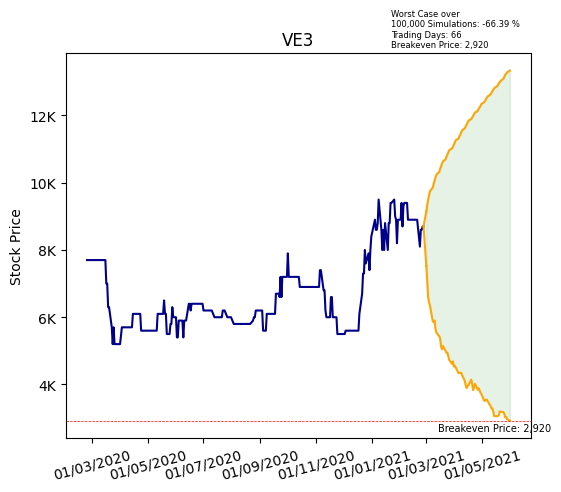 Worst Case over
100,000 Simulations: -66.39 %
Trading Days: 66
Breakeven Price: 2,920
VE3
Stock Price
12K
10K
8K
6K
4K
Breakeven Price: 2,920
01/03/2020
01/05/2020
01/07/2020
01/09/2020
01/11/2020
01/01/2021
01/03/2021
01/05/2021